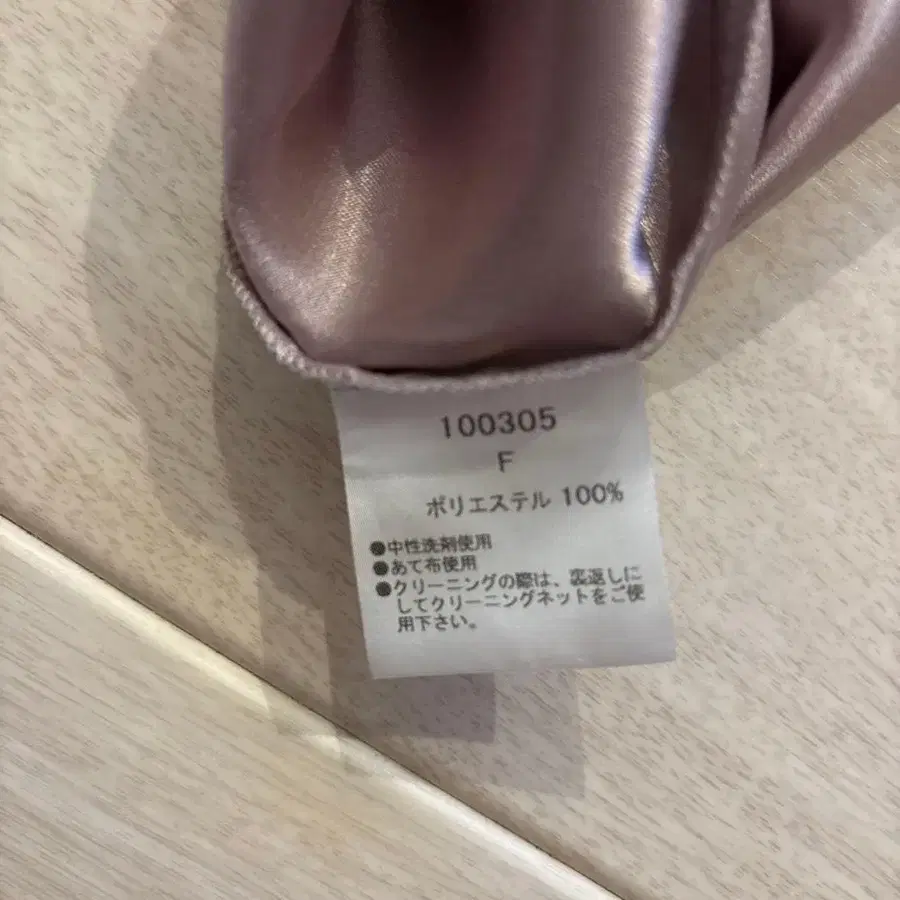 100305
F
ポリエステル 100%
●中性洗剤使用
●あて布使用
●クリーニングの際は、裏返しに
してクリーニングネットをご使
用下さい。